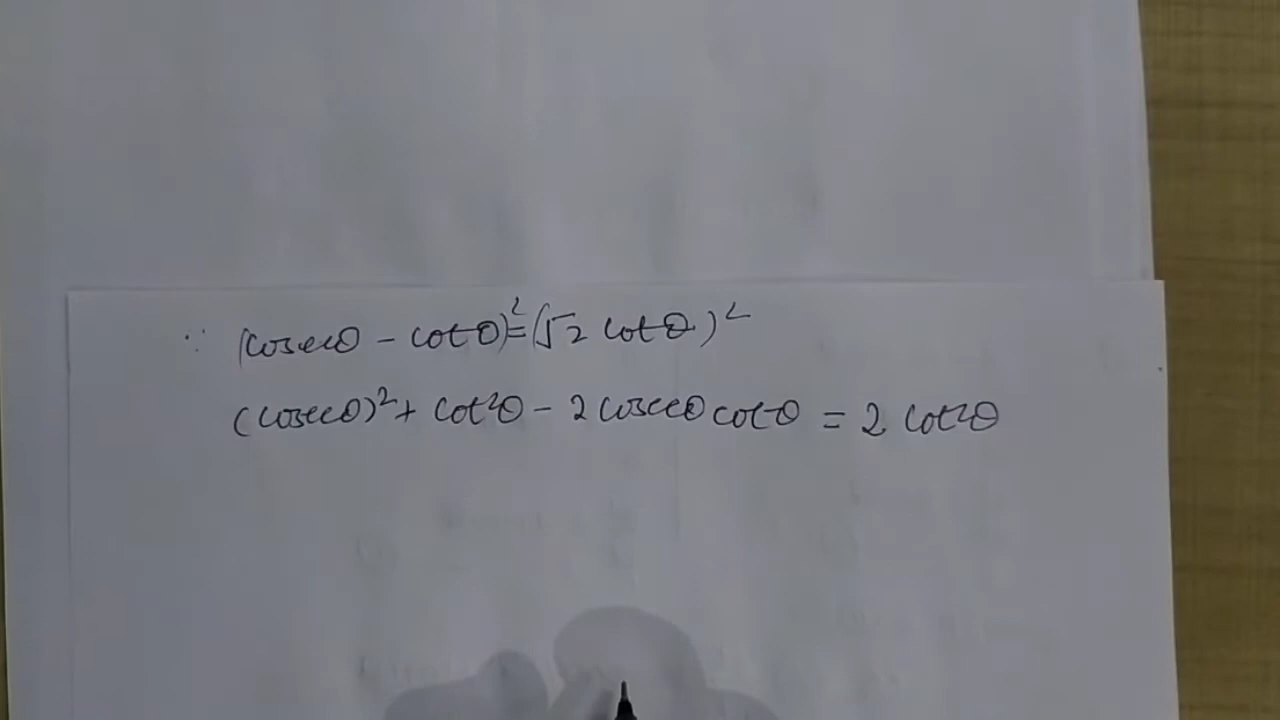 ∵ (cosecθ - cotθ)² = (√2 cotθ)²
(cosecθ)² + cot²θ - 2 cosecθ cotθ = 2 cot²θ